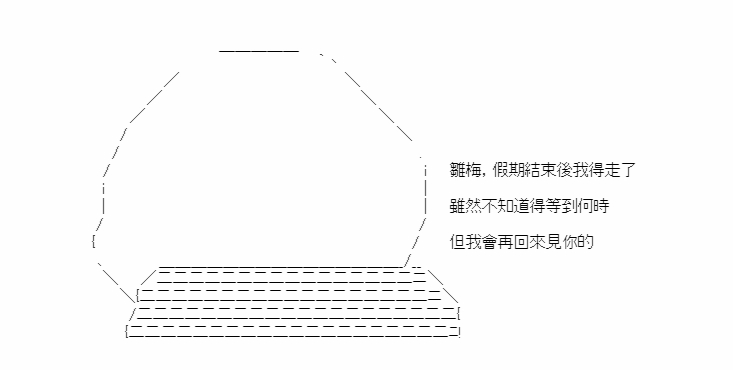 雛梅，假期結束後我得走了
雖然不知道得等到何時
但我會再回來見你的